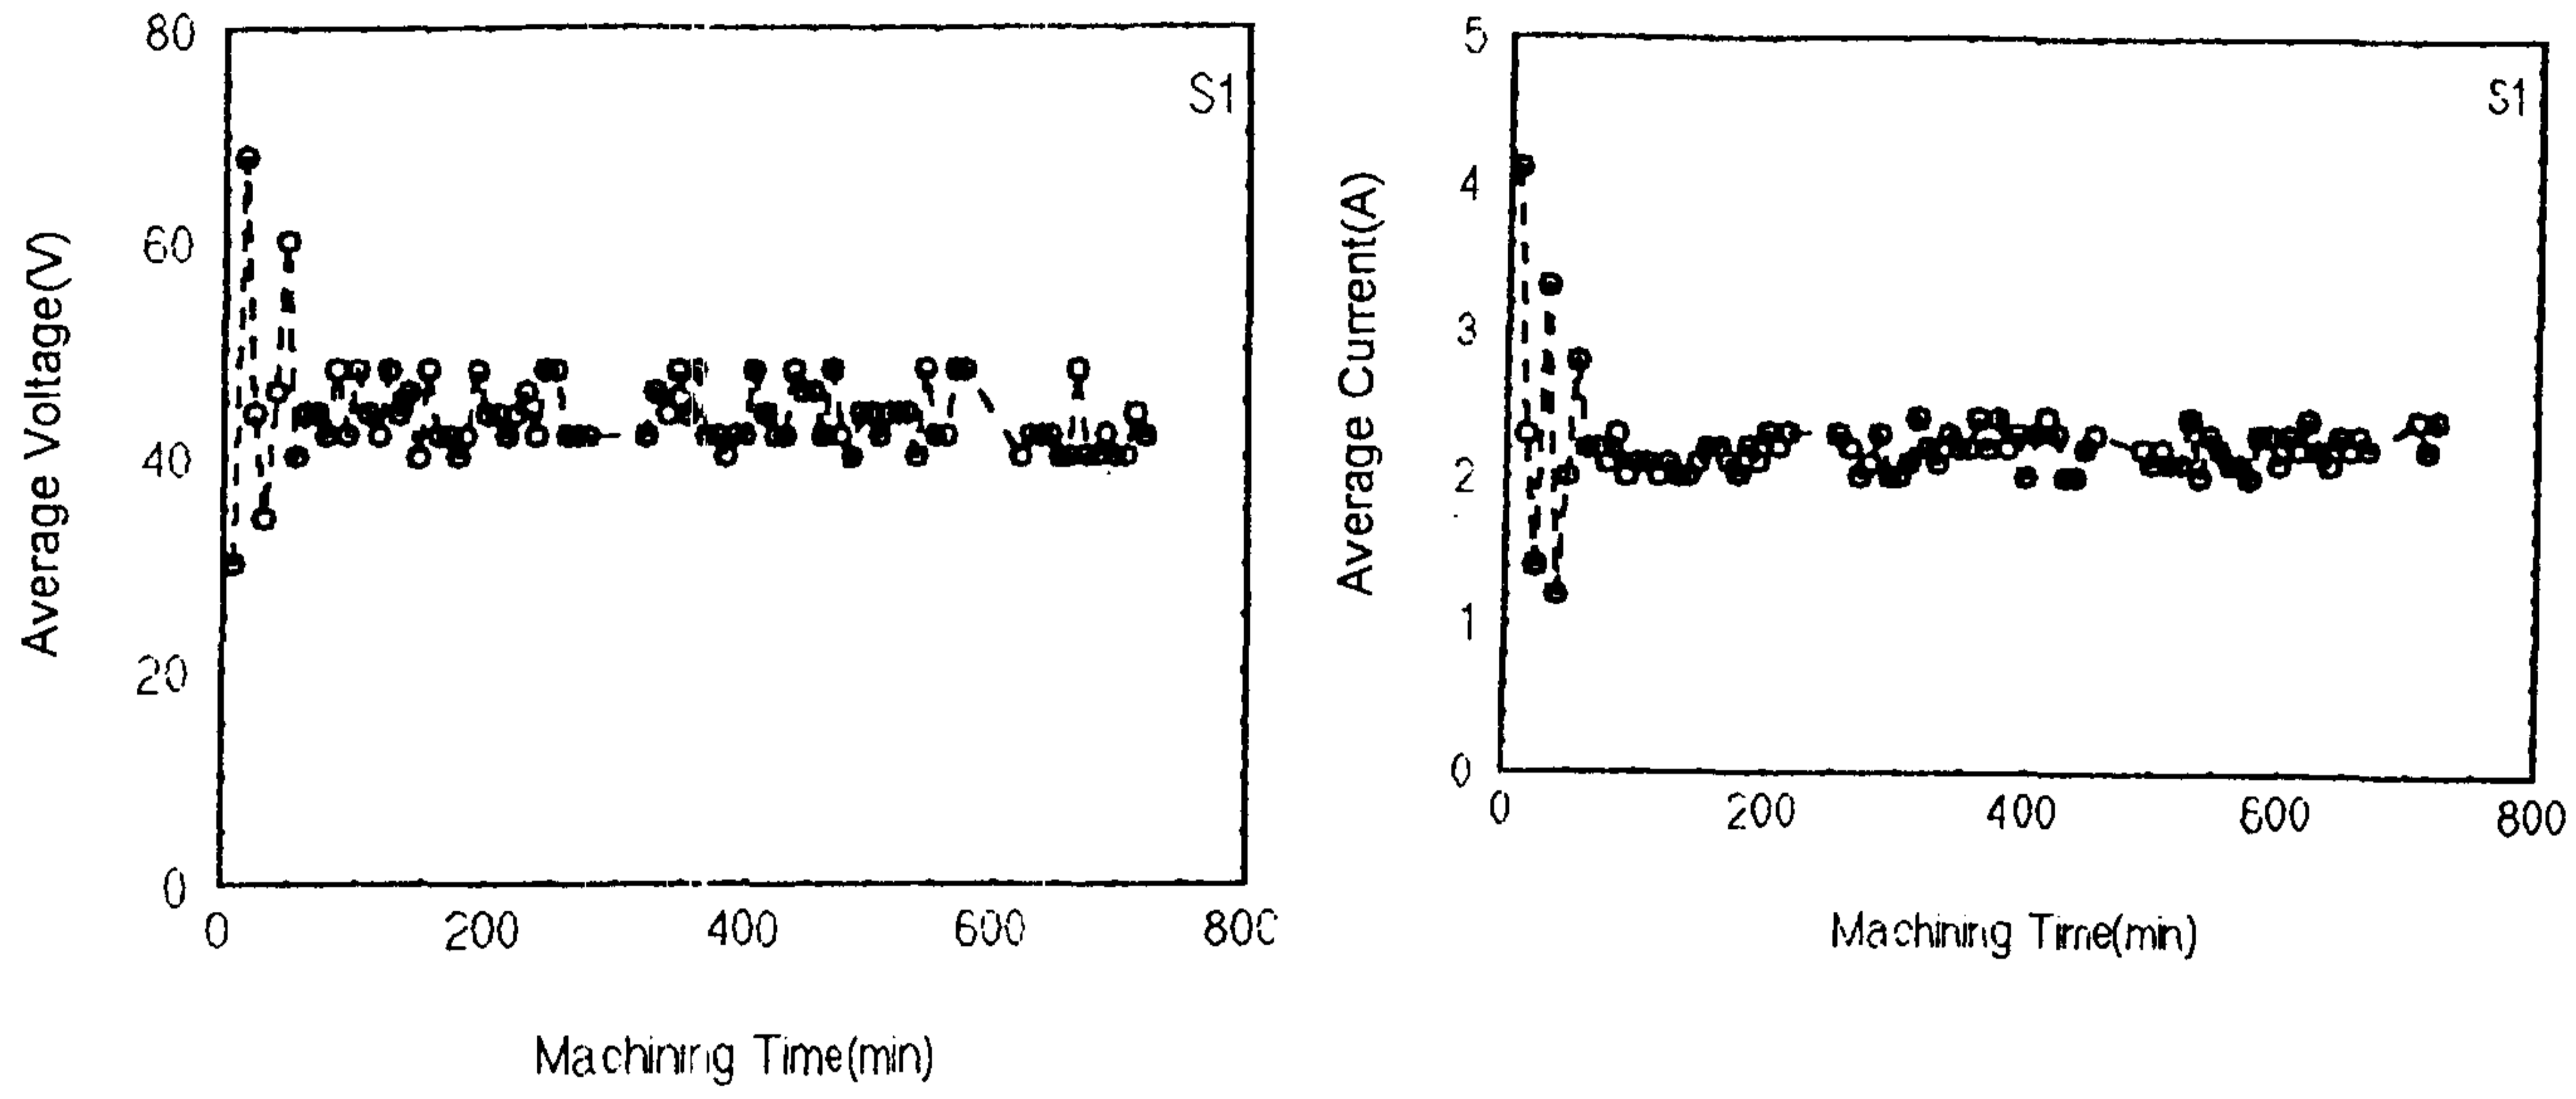 80
60
40
20
0
Average Voltage(V)
S1
0 200 400 600 800
Machining Time(min)
5
4
3
2
1
0
Average Current(A)
S1
0 200 400 600 800
Machining Time(min)